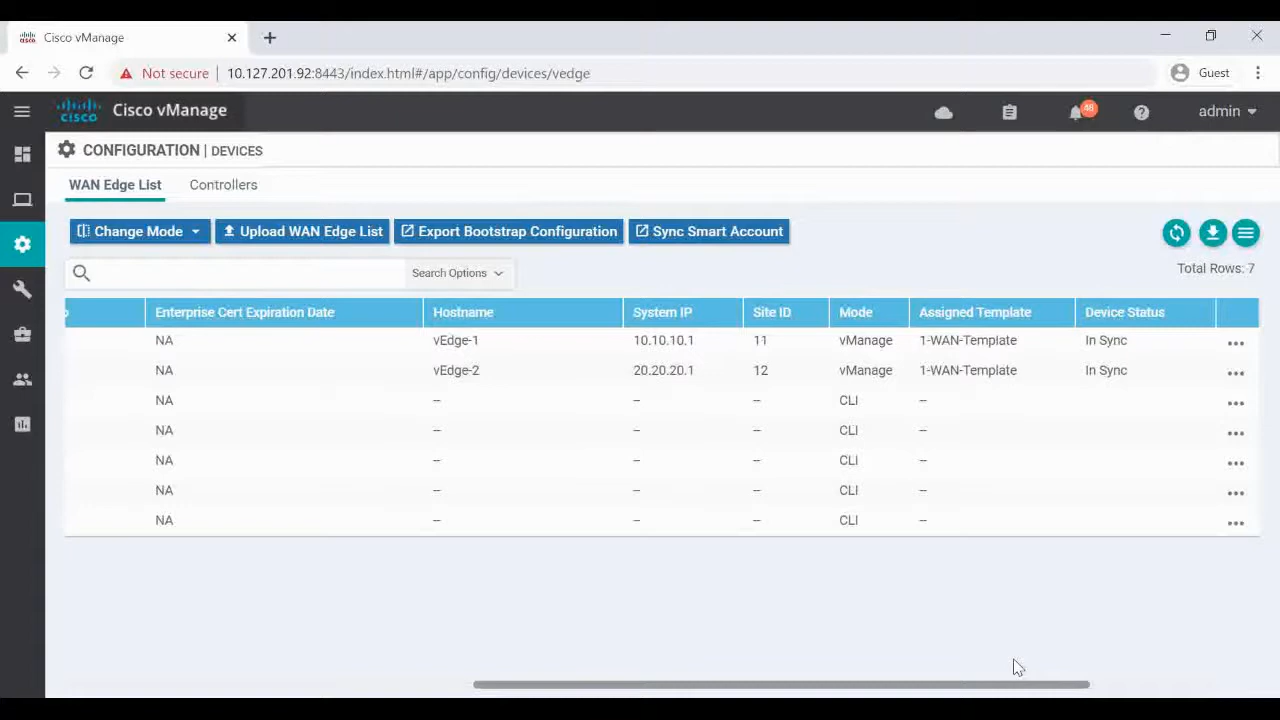 Cisco vManage
Not secure | 10.127.201.92:8443/index.html#/app/config/devices/vedge Guest
cisco Cisco vManage 46 admin
CONFIGURATION | DEVICES
WAN Edge List Controllers
Change Mode Upload WAN Edge List Export Bootstrap Configuration Sync Smart Account
Search Options Total Rows: 7
Enterprise Cert Expiration Date Hostname System IP Site ID Mode Assigned Template Device Status
NA vEdge-1 10.10.10.1 11 vManage 1-WAN-Template In Sync ...
NA vEdge-2 20.20.20.1 12 vManage 1-WAN-Template In Sync ...
NA -- -- -- CLI -- ...
NA -- -- -- CLI -- ...
NA -- -- -- CLI -- ...
NA -- -- -- CLI -- ...
NA -- -- -- CLI -- ...